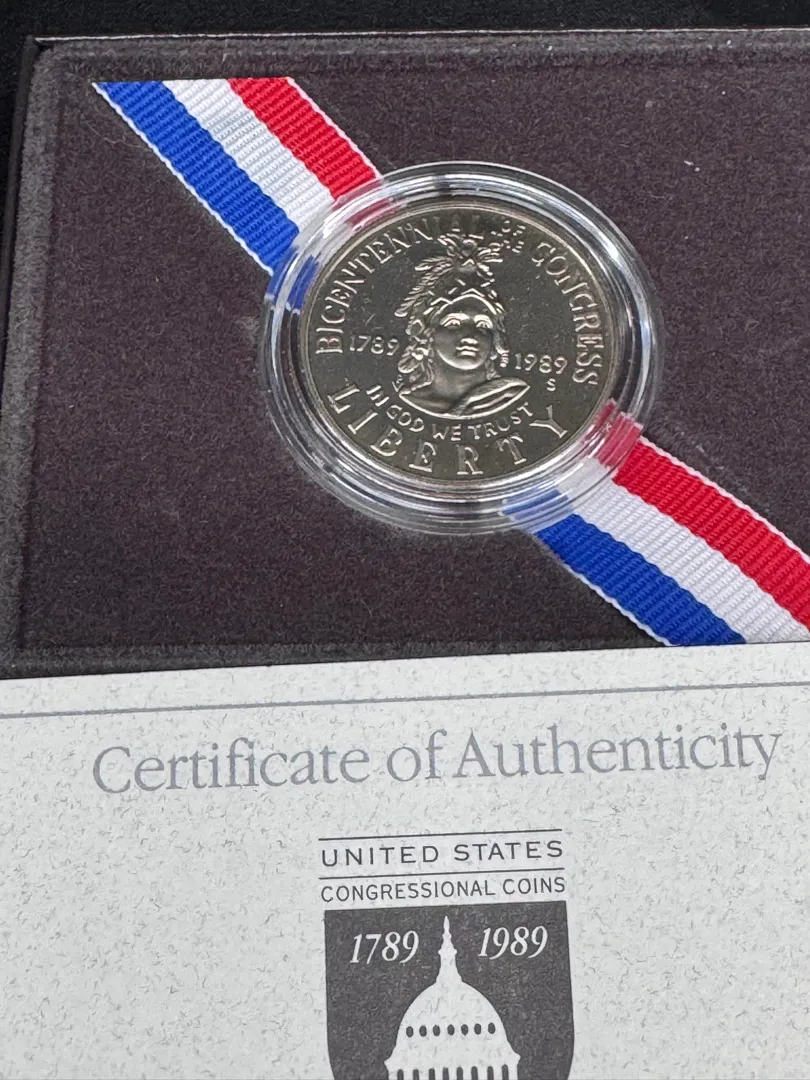 BICENTENNIAL OF THE CONGRESS
1789
1989
S
IN GOD WE TRUST
LIBERTY
Certificate of Authenticity
UNITED STATES
CONGRESSIONAL COINS
1789 1989